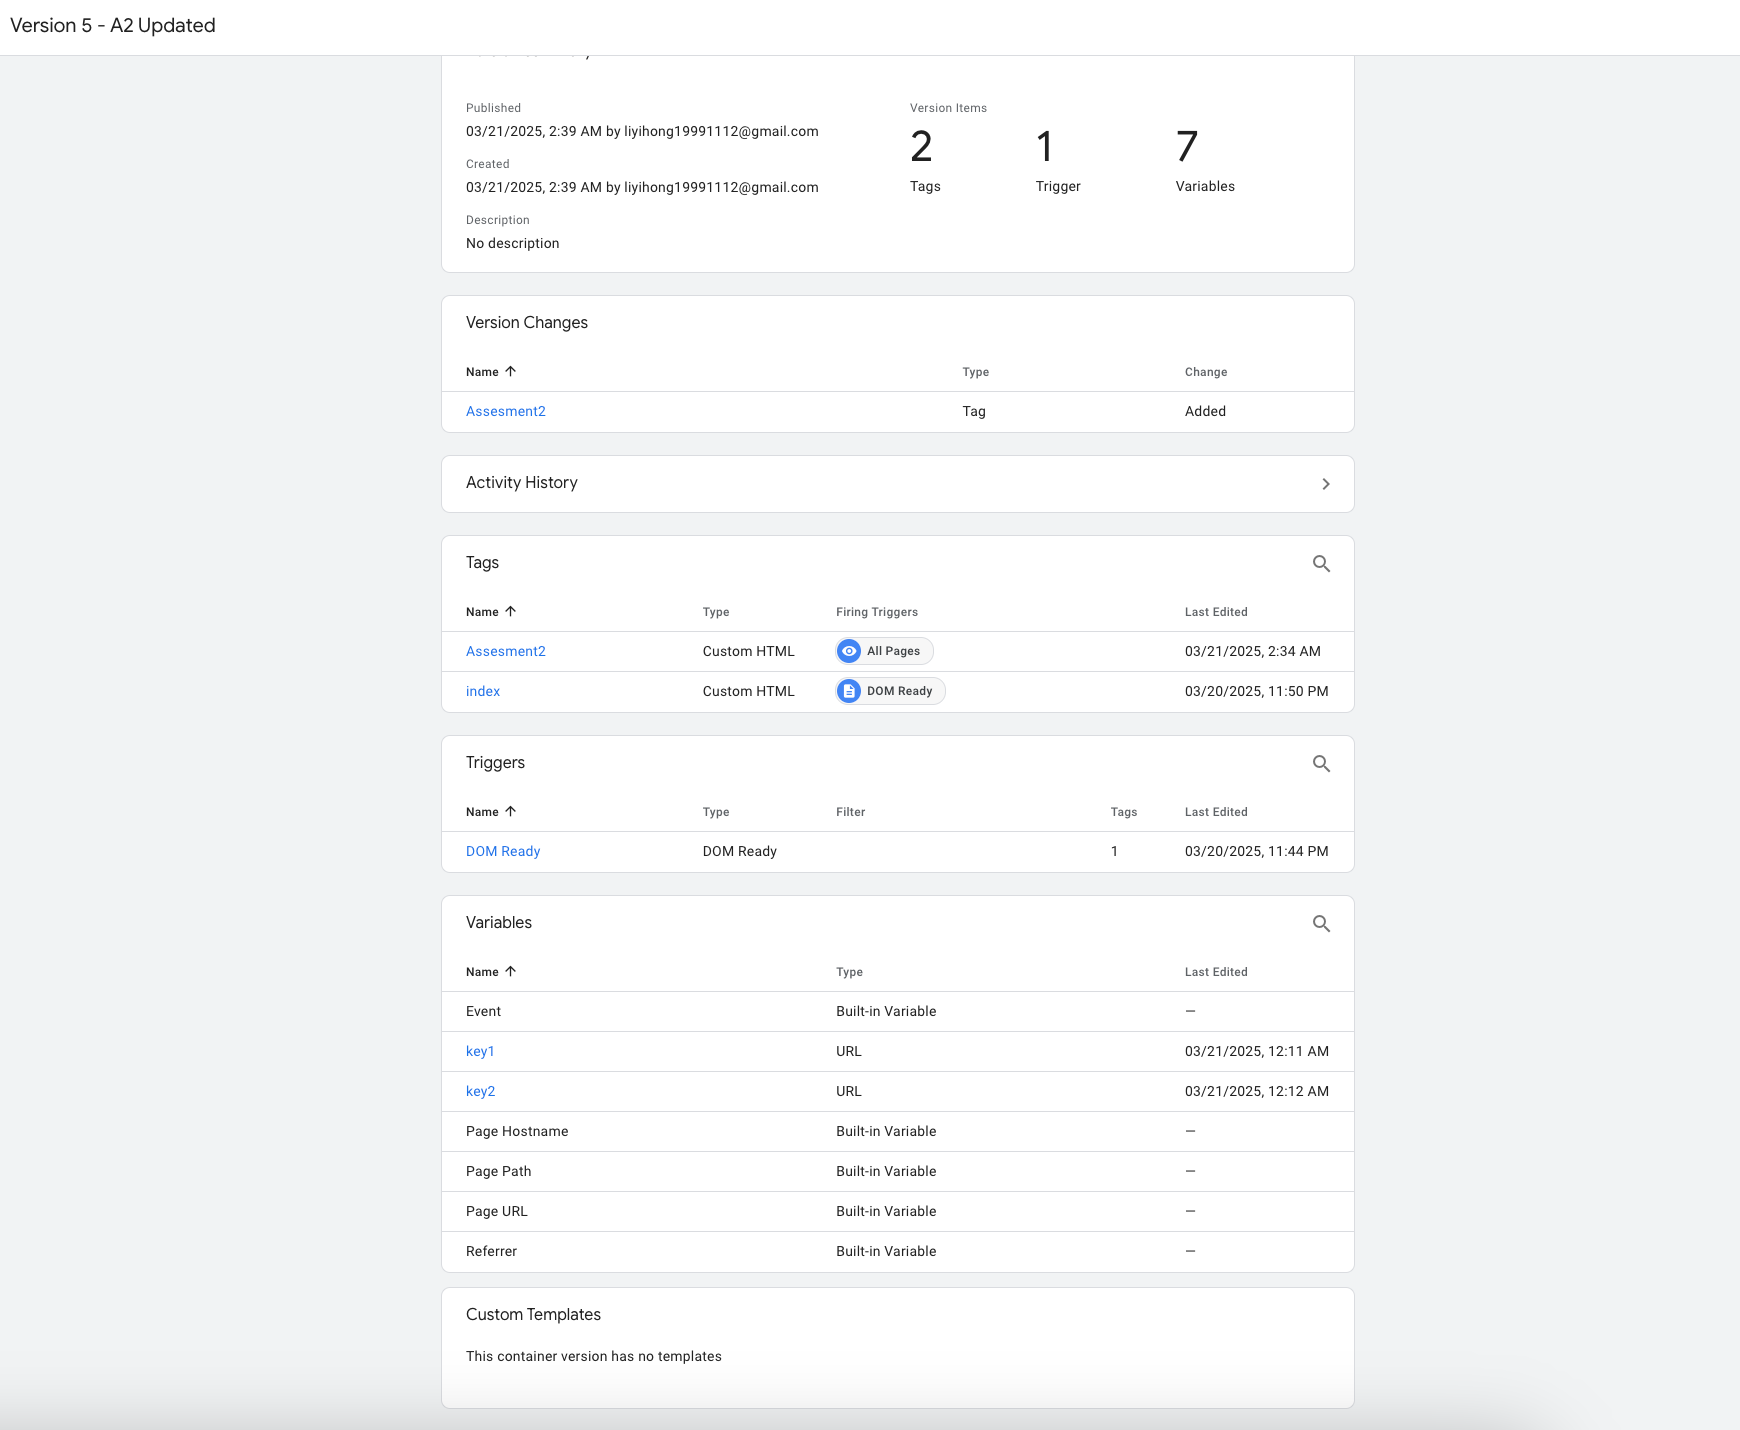 Version 5 - A2 Updated
Published
03/21/2025, 2:39 AM by liyihong19991112@gmail.com
Created
03/21/2025, 2:39 AM by liyihong19991112@gmail.com
Description
No description
Version Items
2 1 7
Tags Trigger Variables
Version Changes
Name Type Change
Assesment2 Tag Added
Activity History
Tags
Name Type Firing Triggers Last Edited
Assesment2 Custom HTML All Pages 03/21/2025, 2:34 AM
index Custom HTML DOM Ready 03/20/2025, 11:50 PM
Triggers
Name Type Filter Tags Last Edited
DOM Ready DOM Ready 1 03/20/2025, 11:44 PM
Variables
Name Type Last Edited
Event Built-in Variable —
key1 URL 03/21/2025, 12:11 AM
key2 URL 03/21/2025, 12:12 AM
Page Hostname Built-in Variable —
Page Path Built-in Variable —
Page URL Built-in Variable —
Referrer Built-in Variable —
Custom Templates
This container version has no templates